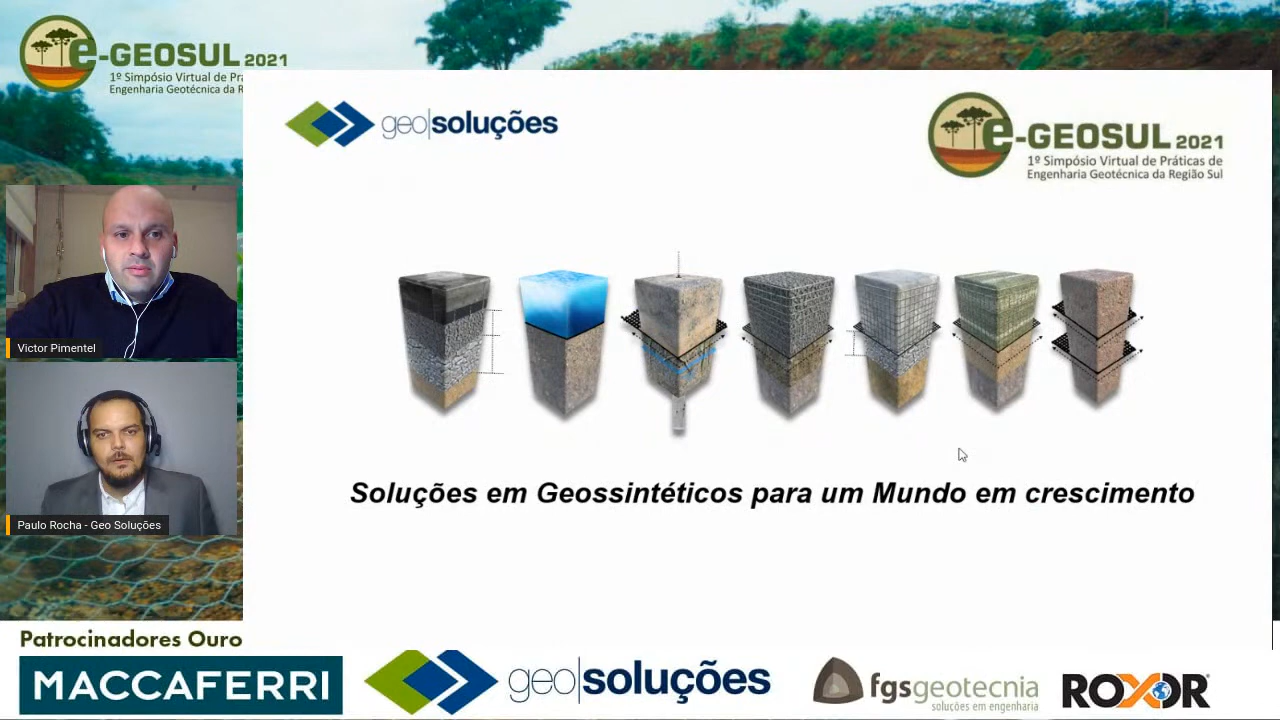 e-GEOSUL 2021
1º Simpósio Virtual de Prá
Engenharia Geotécnica da R
geo|soluções
e-GEOSUL 2021
1º Simpósio Virtual de Práticas de
Engenharia Geotécnica da Região Sul
Victor Pimentel
Paulo Rocha - Geo Soluções
Soluções em Geossintéticos para um Mundo em crescimento
Patrocinadores Ouro
MACCAFERRI
geo|soluções
fgsgeotecnia
soluções em engenharia
ROXOR